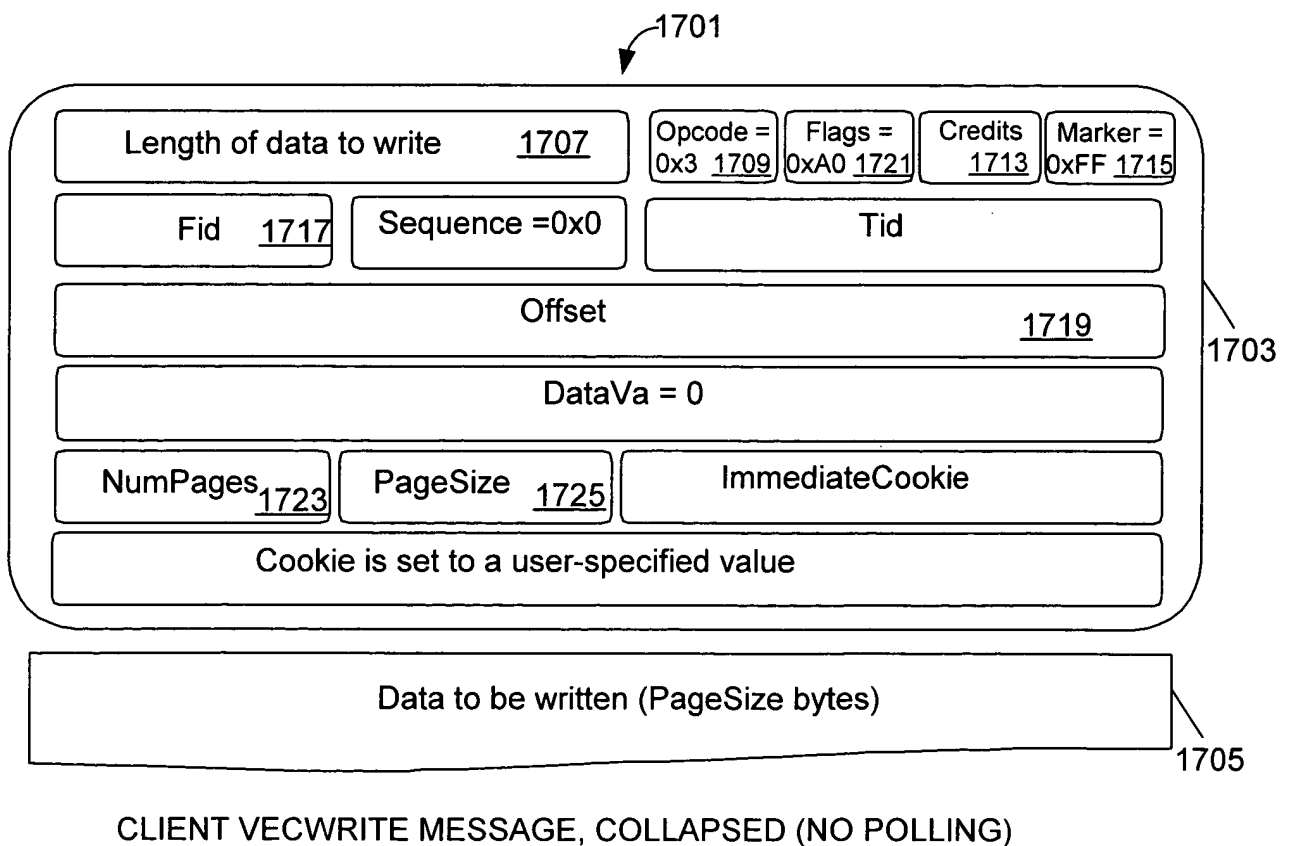 1701
Length of data to write 1707
Opcode =
0x3 1709
Flags =
0xA0 1721
Credits
1713
Marker =
0xFF 1715
Fid 1717
Sequence =0x0
Tid
Offset 1719
1703
DataVa = 0
NumPages 1723
PageSize 1725
ImmediateCookie
Cookie is set to a user-specified value
Data to be written (PageSize bytes)
1705
CLIENT VECWRITE MESSAGE, COLLAPSED (NO POLLING)